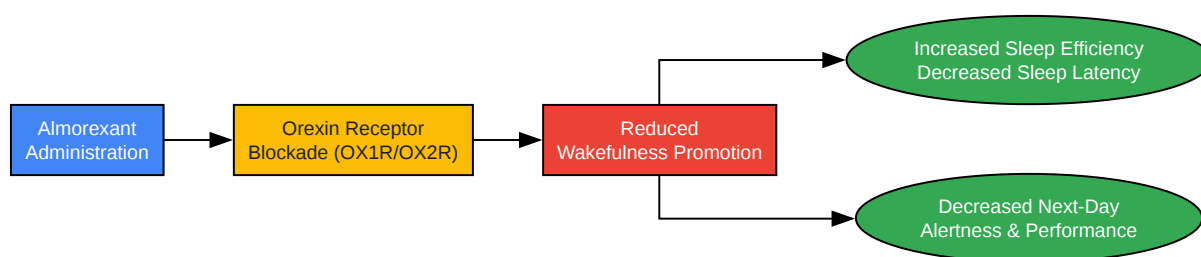 Almorexant
Administration
Orexin Receptor
Blockade (OX1R/OX2R)
Reduced
Wakefulness Promotion
Increased Sleep Efficiency
Decreased Sleep Latency
Decreased Next-Day
Alertness & Performance